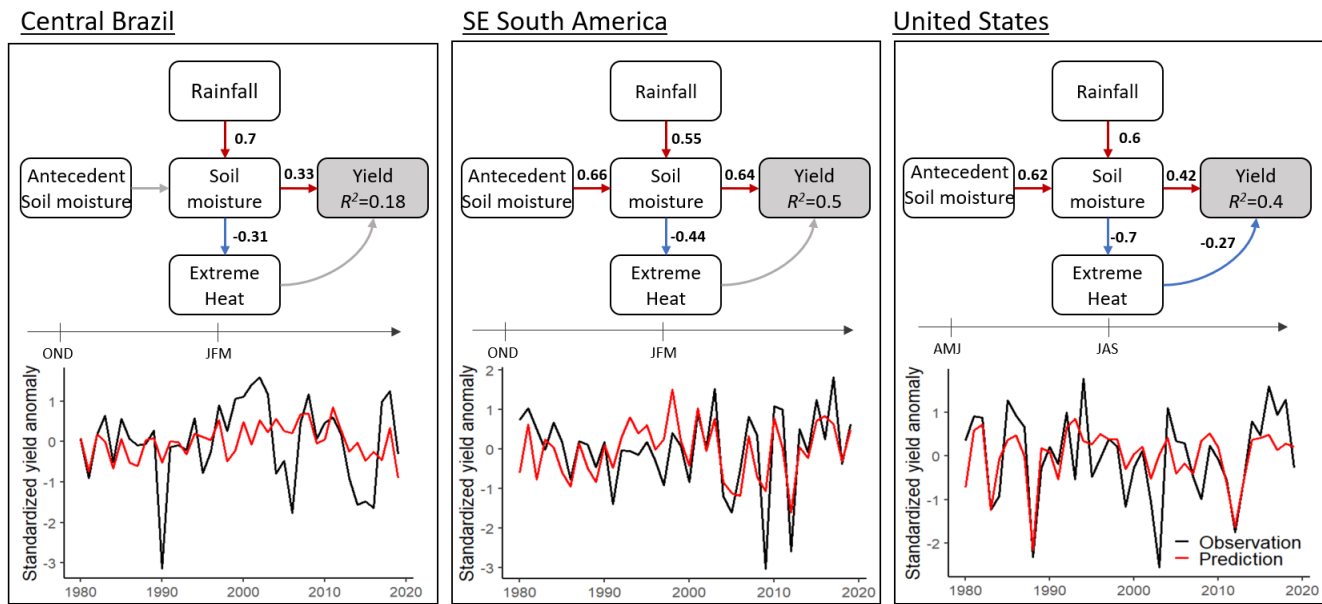 Central Brazil
Rainfall
0.7
Antecedent
Soil moisture
Soil
moisture
0.33
Yield
R²=0.18
-0.31
Extreme
Heat
OND
JFM
Standardized yield anomaly
1
0
-1
-2
-3
1980
1990
2000
2010
2020
SE South America
Rainfall
0.55
Antecedent
Soil moisture
0.66
Soil
moisture
0.64
Yield
R²=0.5
-0.44
Extreme
Heat
OND
JFM
Standardized yield anomaly
2
1
0
-1
-2
-3
1980
1990
2000
2010
2020
United States
Rainfall
0.6
Antecedent
Soil moisture
0.62
Soil
moisture
0.42
Yield
R²=0.4
-0.7
-0.27
Extreme
Heat
AMJ
JAS
Standardized yield anomaly
1
0
-1
-2
Observation
Prediction
1980
1990
2000
2010
2020